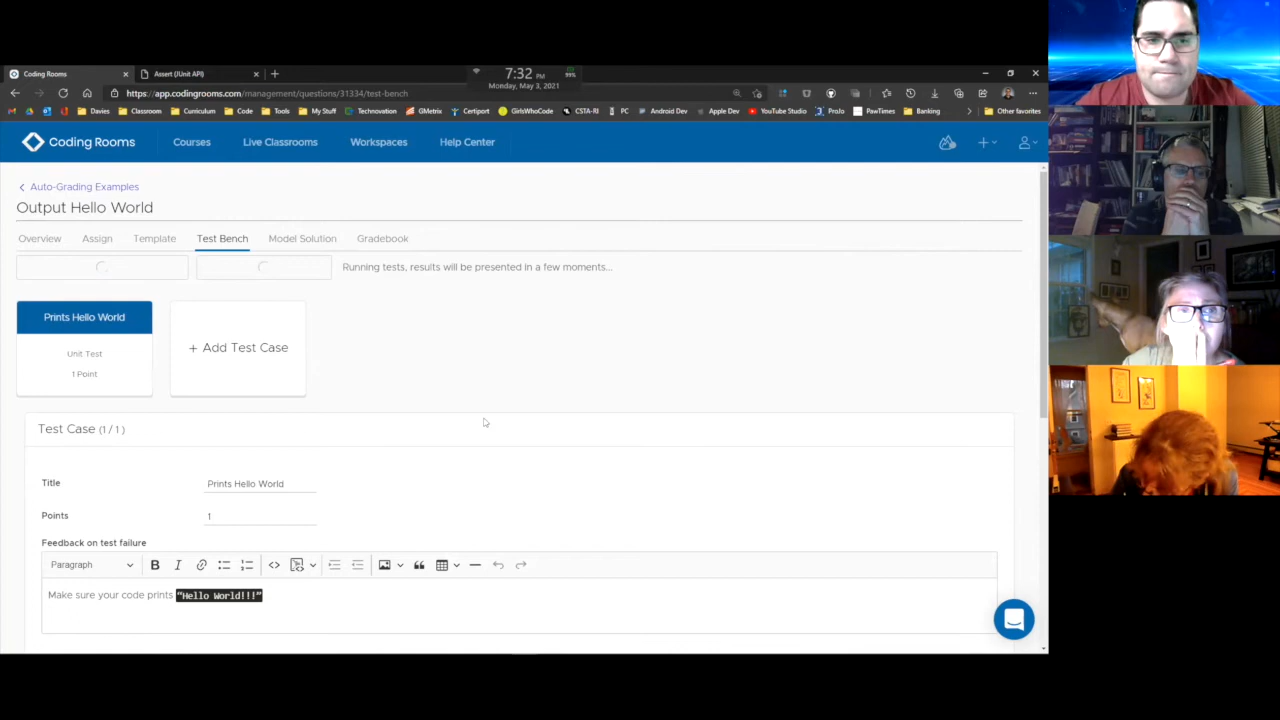 Coding Rooms
Assert (JUnit API)
7:32 PM
99%
Monday, May 3, 2021
https://app.codingrooms.com/management/questions/31334/test-bench
Davies
Classroom
Curriculum
Code
Tools
My Stuff
Technovation
GMetrix
Certiport
GirlsWhoCode
CSTA-RI
PC
Android Dev
Apple Dev
YouTube Studio
ProJo
PawTimes
Banking
Other favorites
Coding Rooms Courses Live Classrooms Workspaces Help Center
Auto-Grading Examples
Output Hello World
Overview Assign Template Test Bench Model Solution Gradebook
Running tests, results will be presented in a few moments...
Prints Hello World
Unit Test
1 Point
+ Add Test Case
Test Case (1 / 1)
Title Prints Hello World
Points 1
Feedback on test failure
Paragraph
Make sure your code prints "Hello World!!!"